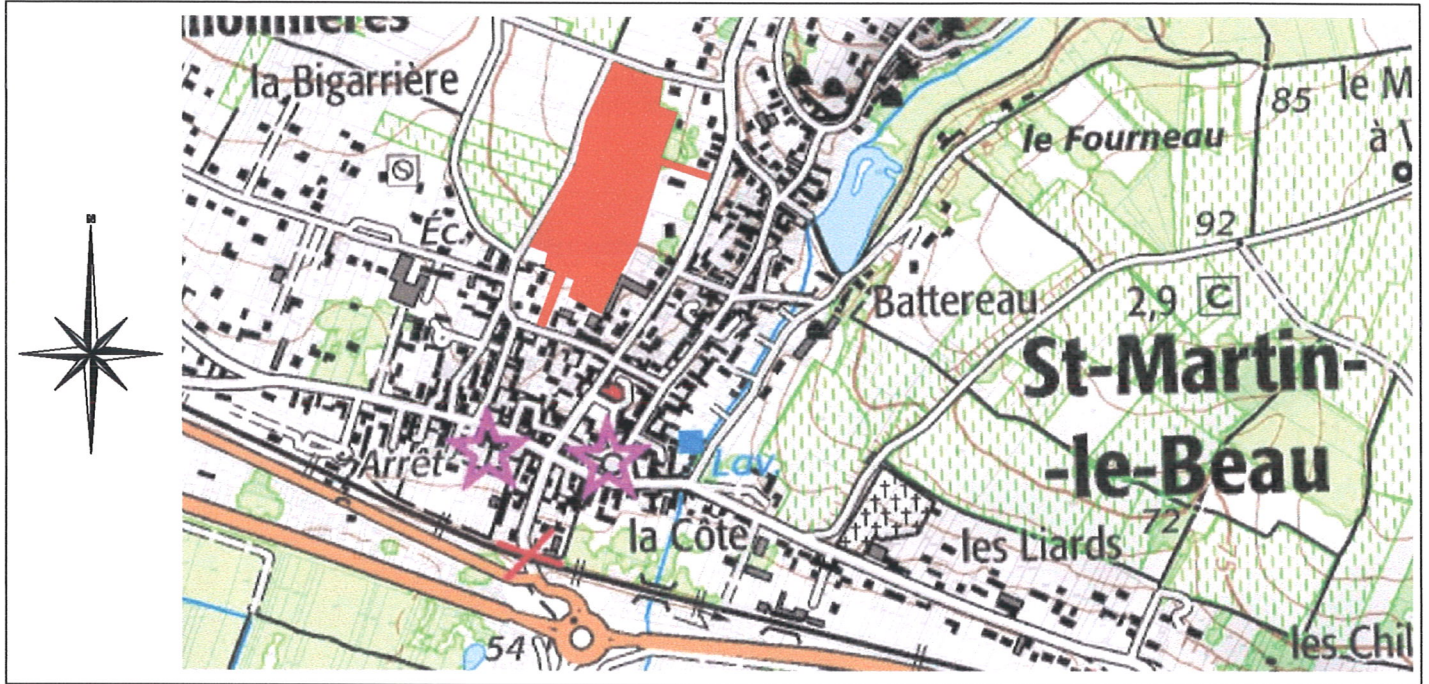 la Bigarrière
85
le M
le Fourneau
à V
Éc.
92
Battereau
2,9 C
St-Martin-
-le-Beau
Arrêt
Lav.
72
la Côte
les Liards
54
les Chil